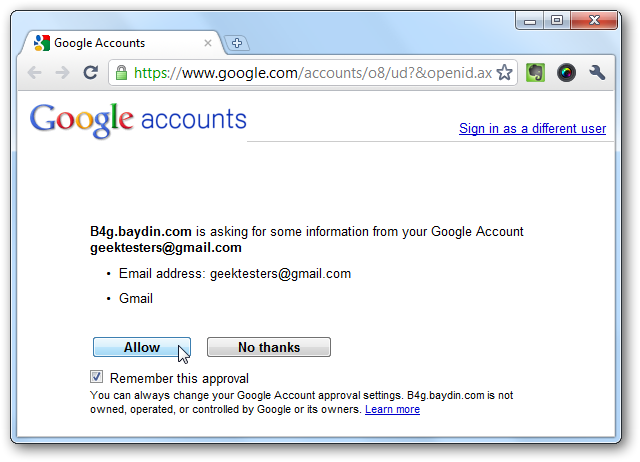 Google Accounts
https://www.google.com/accounts/o8/ud?&openid.ax
Google accounts
Sign in as a different user
B4g.baydin.com is asking for some information from your Google Account
geektesters@gmail.com
• Email address: geektesters@gmail.com
• Gmail
Allow
No thanks
Remember this approval
You can always change your Google Account approval settings. B4g.baydin.com is not
owned, operated, or controlled by Google or its owners. Learn more